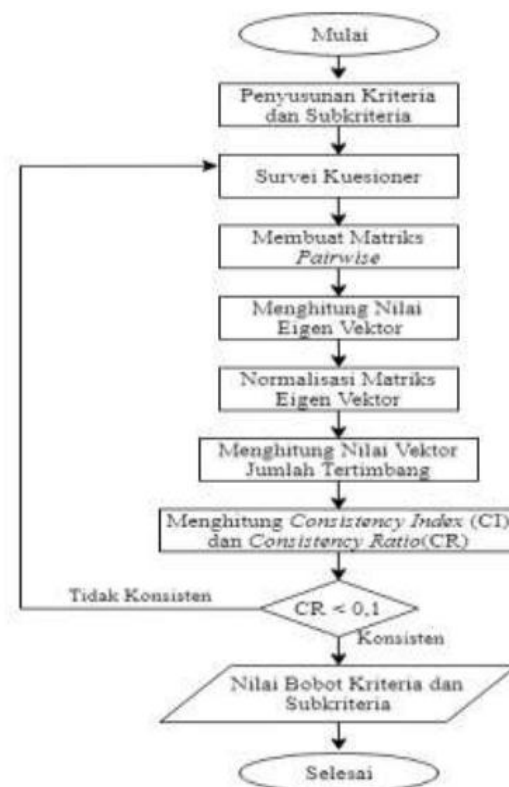 Mulai
Penyusunan Kriteria
dan Subkriteria
Survei Kuesioner
Membuat Matriks
Pairwise
Menghitung Nilai
Eigen Vektor
Normalisasi Matriks
Eigen Vektor
Menghitung Nilai Vektor
Jumlah Tertimbang
Menghitung Consistency Index (CI)
dan Consistency Ratio(CR)
Tidak Konsisten
CR < 0,1
Konsisten
Nilai Bobot Kriteria dan
Subkriteria
Selesai